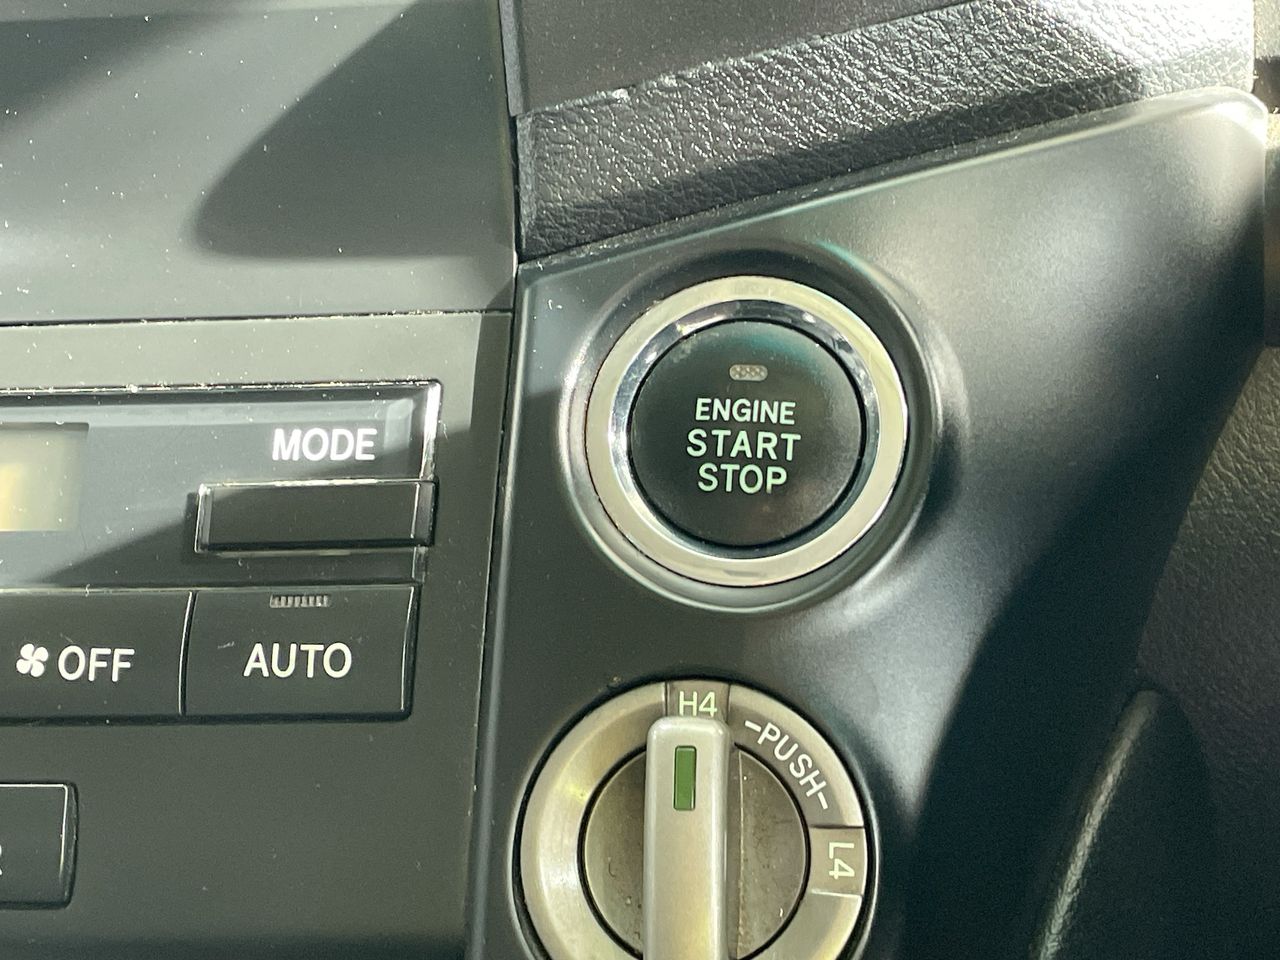 MODE
OFF
AUTO
ENGINE
START
STOP
H4
-PUSH-
L4